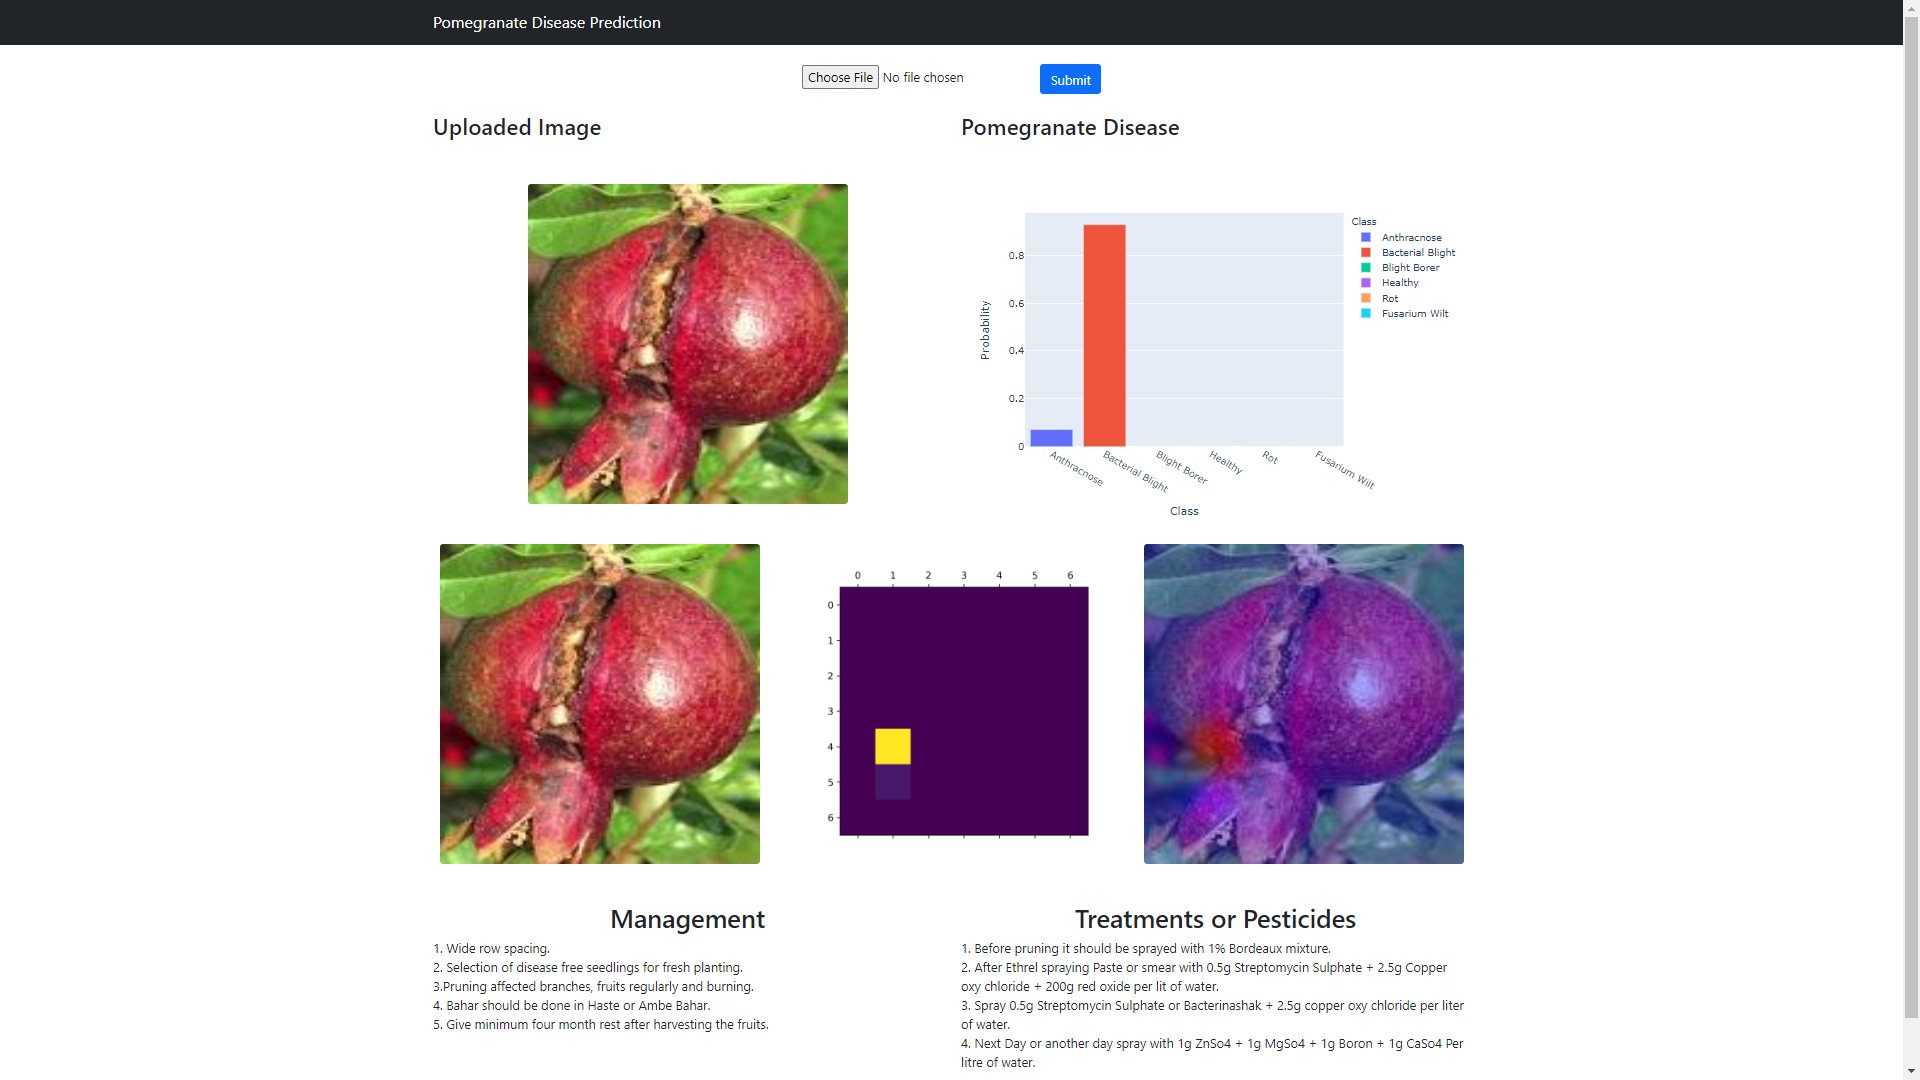 Pomegranate Disease Prediction
Choose File No file chosen Submit
Uploaded Image
Pomegranate Disease
0.8
0.6
0.4
0.2
0
Probability
Anthracnose
Bacterial Blight
Blight Borer
Healthy
Rot
Fusarium Wilt
Class
Class
Anthracnose
Bacterial Blight
Blight Borer
Healthy
Rot
Fusarium Wilt
0 1 2 3 4 5 6
0
1
2
3
4
5
6
Management
1. Wide row spacing.
2. Selection of disease free seedlings for fresh planting.
3.Pruning affected branches, fruits regularly and burning.
4. Bahar should be done in Haste or Ambe Bahar.
5. Give minimum four month rest after harvesting the fruits.
Treatments or Pesticides
1. Before pruning it should be sprayed with 1% Bordeaux mixture.
2. After Ethrel spraying Paste or smear with 0.5g Streptomycin Sulphate + 2.5g Copper
oxy chloride + 200g red oxide per lit of water.
3. Spray 0.5g Streptomycin Sulphate or Bacterinashak + 2.5g copper oxy chloride per liter
of water.
4. Next Day or another day spray with 1g ZnSo4 + 1g MgSo4 + 1g Boron + 1g CaSo4 Per
litre of water.